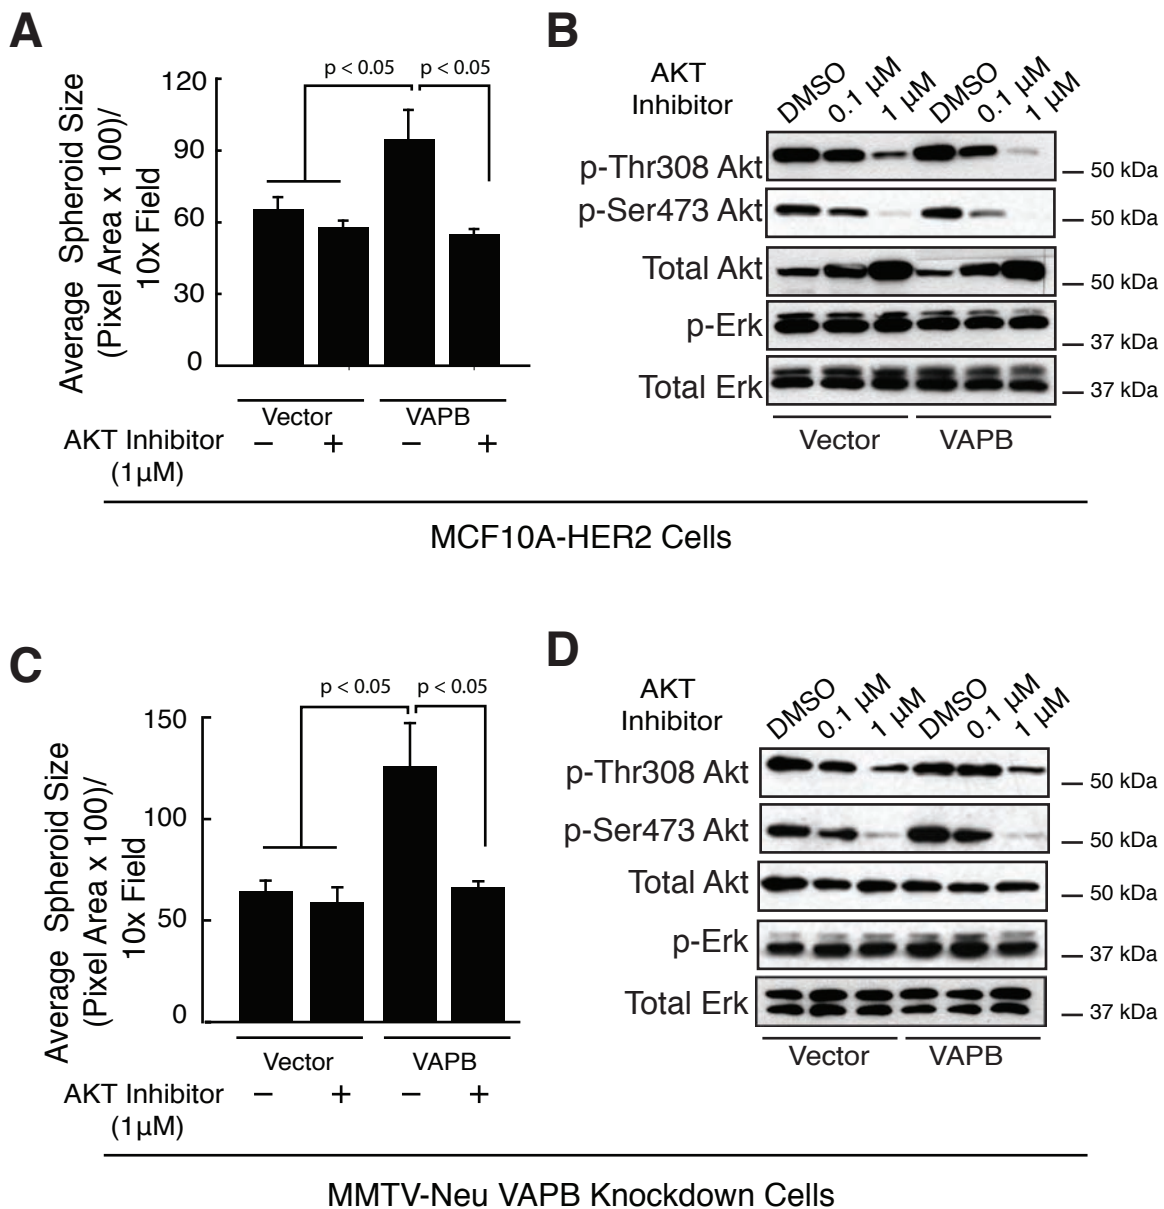 A
Average Spheroid Size
(Pixel Area x 100)/
10x Field
120
90
60
30
0
p < 0.05
p < 0.05
Vector
VAPB
AKT Inhibitor
(1µM)
− + − +
B
AKT
Inhibitor
DMSO
0.1 µM
1 µM
DMSO
0.1 µM
1 µM
p-Thr308 Akt
50 kDa
p-Ser473 Akt
50 kDa
Total Akt
50 kDa
p-Erk
37 kDa
Total Erk
37 kDa
Vector
VAPB
MCF10A-HER2 Cells
C
Average Spheroid Size
(Pixel Area x 100)/
10x Field
150
100
50
0
p < 0.05
p < 0.05
Vector
VAPB
AKT Inhibitor
(1µM)
− + − +
D
AKT
Inhibitor
DMSO
0.1 µM
1 µM
DMSO
0.1 µM
1 µM
p-Thr308 Akt
50 kDa
p-Ser473 Akt
50 kDa
Total Akt
50 kDa
p-Erk
37 kDa
Total Erk
37 kDa
Vector
VAPB
MMTV-Neu VAPB Knockdown Cells